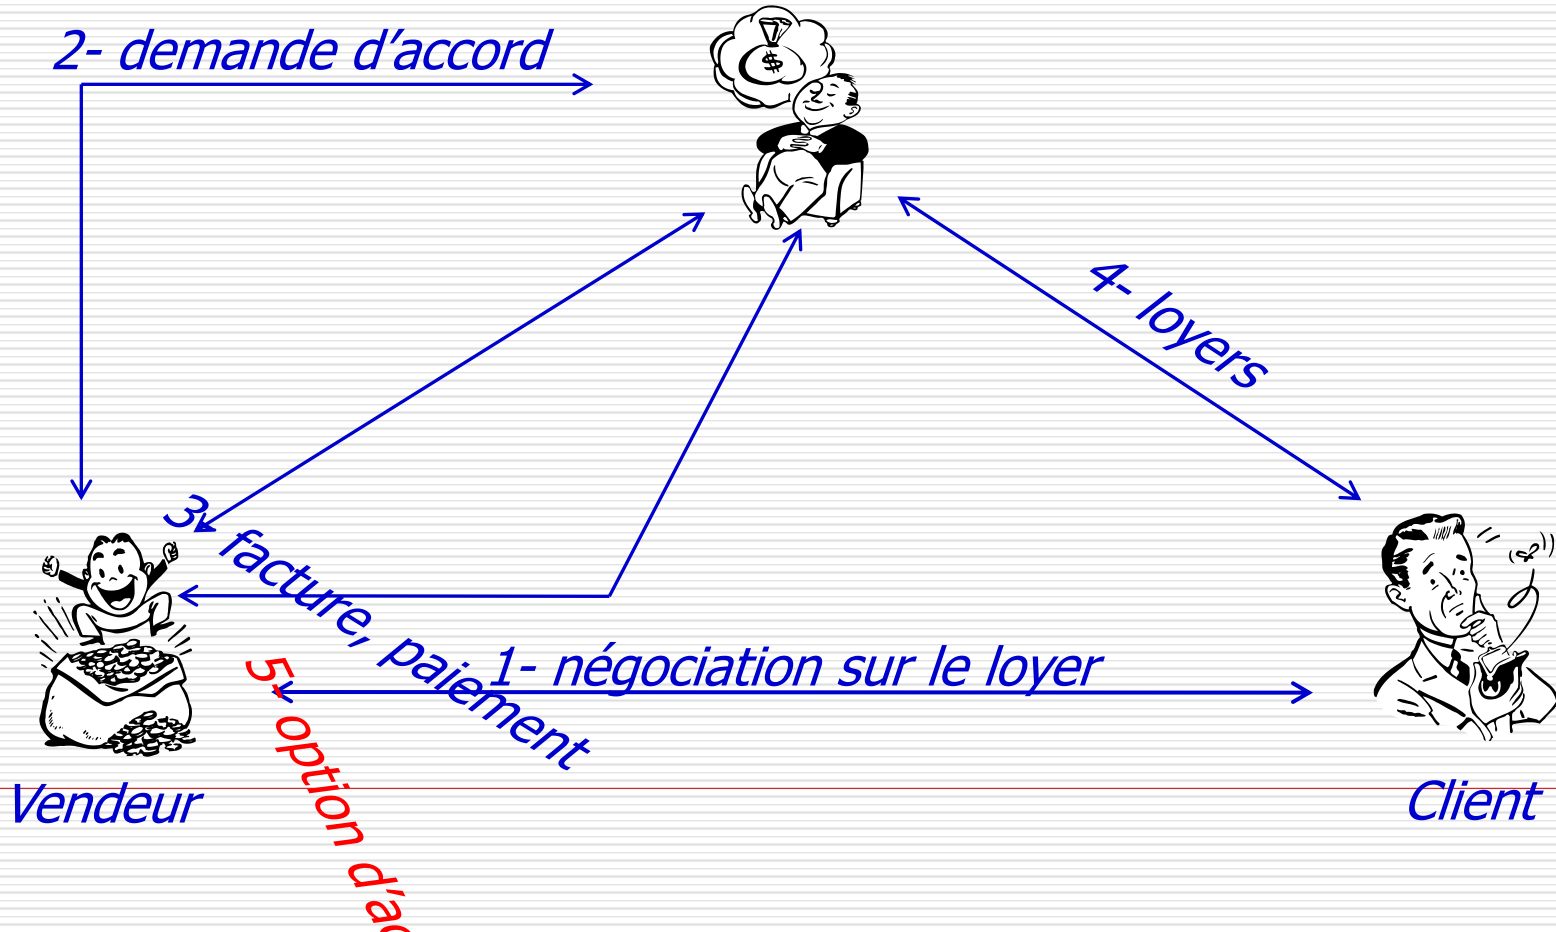 2- demande d’accord
4- loyers
3- facture, paiement
1- négociation sur le loyer
5- option
Vendeur
Client